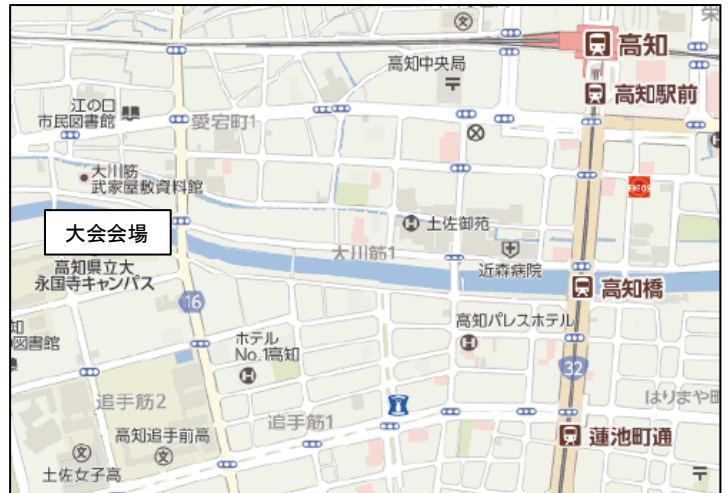 栄
高知
高知中央局
高知駅前
江の口
市民図書館
愛宕町1
大川筋
武家屋敷資料館
ENEOS
大会会場
土佐御苑
大川筋1
近森病院
高知県立大
永国寺キャンパス
高知橋
16
知
図書館
ホテル
No.1高知
高知パレスホテル
32
追手筋2
追手筋1
はりまや町
高知追手前高
蓮池町通
土佐女子高